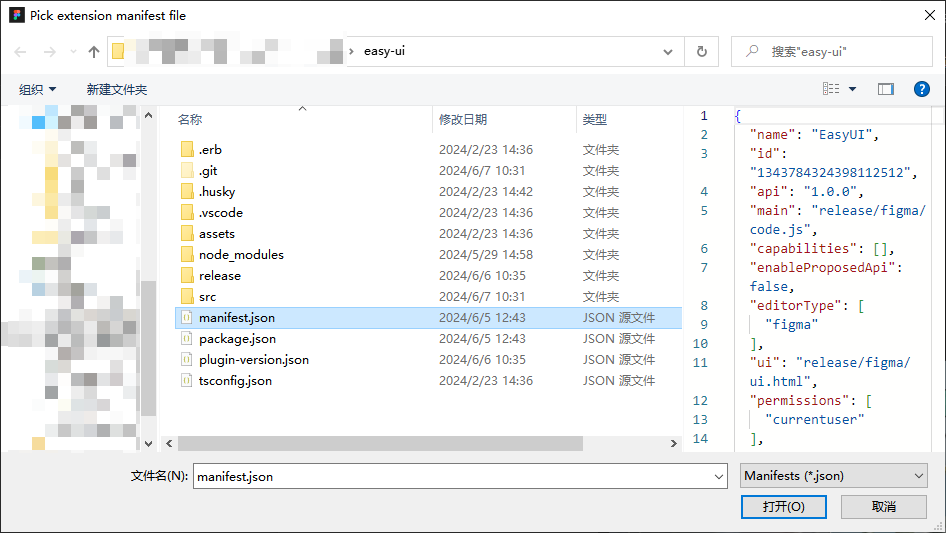 Pick extension manifest file
easy-ui
搜索"easy-ui"
组织
新建文件夹
?
名称 修改日期 类型
.erb 2024/2/23 14:36 文件夹
.git 2024/6/7 10:31 文件夹
.husky 2024/2/23 14:42 文件夹
.vscode 2024/2/23 14:36 文件夹
assets 2024/2/23 14:36 文件夹
node_modules 2024/5/29 14:58 文件夹
release 2024/6/6 10:35 文件夹
src 2024/6/7 10:31 文件夹
manifest.json 2024/6/5 12:43 JSON 源文件
package.json 2024/6/5 12:43 JSON 源文件
plugin-version.json 2024/6/6 10:35 JSON 源文件
tsconfig.json 2024/2/23 14:36 JSON 源文件
1 {
2 "name": "EasyUI",
3 "id":
"1343784324398112512",
4 "api": "1.0.0",
5 "main": "release/figma/
code.js",
6 "capabilities": [],
7 "enableProposedApi":
false,
8 "editorType": [
9 "figma"
10 ],
11 "ui": "release/figma/
ui.html",
12 "permissions": [
13 "currentuser"
14 ],
文件名(N): manifest.json
Manifests (*.json)
打开(O)
取消